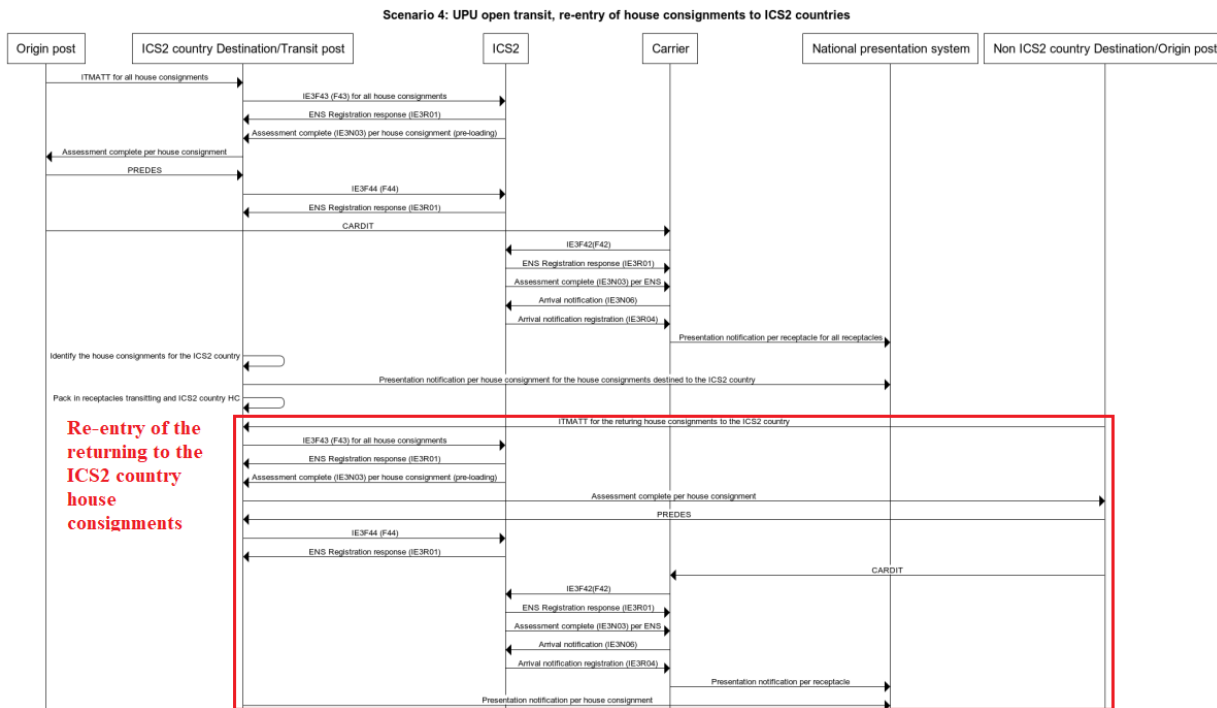 Scenario 4: UPU open transit, re-entry of house consignments to ICS2 countries
Origin post
ICS2 country Destination/Transit post
ICS2
Carrier
National presentation system
Non ICS2 country Destination/Origin post
ITMATT for all house consignments
IE3F43 (F43) for all house consignments
ENS Registration response (IE3R01)
Assessment complete (IE3N03) per house consignment (pre-loading)
Assessment complete per house consignment
PREDES
IE3F44 (F44)
ENS Registration response (IE3R01)
CARDIT
IE3F42(F42)
ENS Registration response (IE3R01)
Assessment complete (IE3N03) per ENS
Arrival notification (IE3N06)
Arrival notification registration (IE3R04)
Presentation notification per receptacle for all receptacles
Identify the house consignments for the ICS2 country
Presentation notification per house consignment for the house consignments destined to the ICS2 country
Pack in receptacles transitting and ICS2 country HC
Re-entry of the
returning to the
ICS2 country
house
consignments
ITMATT for the returing house consignments to the ICS2 country
IE3F43 (F43) for all house consignments
ENS Registration response (IE3R01)
Assessment complete (IE3N03) per house consignment (pre-loading)
Assessment complete per house consignment
PREDES
IE3F44 (F44)
ENS Registration response (IE3R01)
CARDIT
IE3F42(F42)
ENS Registration response (IE3R01)
Assessment complete (IE3N03) per ENS
Arrival notification (IE3N06)
Arrival notification registration (IE3R04)
Presentation notification per receptacle
Presentation notification per house consignment